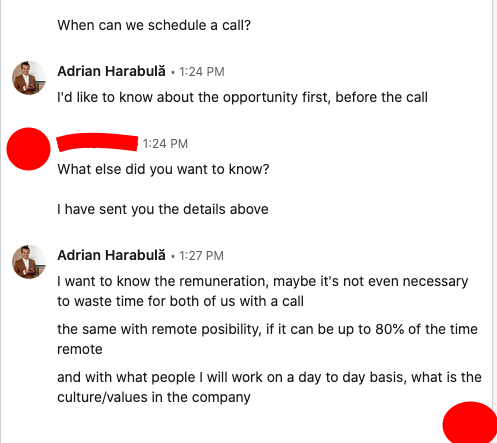 When can we schedule a call?
Adrian Harabulă • 1:24 PM
I'd like to know about the opportunity first, before the call
1:24 PM
What else did you want to know?
I have sent you the details above
Adrian Harabulă • 1:27 PM
I want to know the remuneration, maybe it's not even necessary
to waste time for both of us with a call
the same with remote posibility, if it can be up to 80% of the time
remote
and with what people I will work on a day to day basis, what is the
culture/values in the company